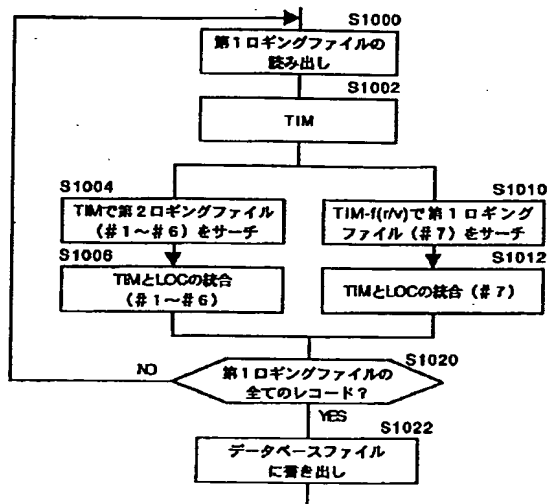 S1000
第1ロギングファイルの
読み出し
S1002
TIM
S1004
TIMで第2ロギングファイル
(#1~#6)をサーチ
S1006
TIMとLOCの統合
(#1~#6)
S1010
TIM-f(r/v)で第1ロギング
ファイル(#7)をサーチ
S1012
TIMとLOCの統合(#7)
S1020
第1ロギングファイルの
全てのレコード?
NO
YES
S1022
データベースファイル
に書き出し